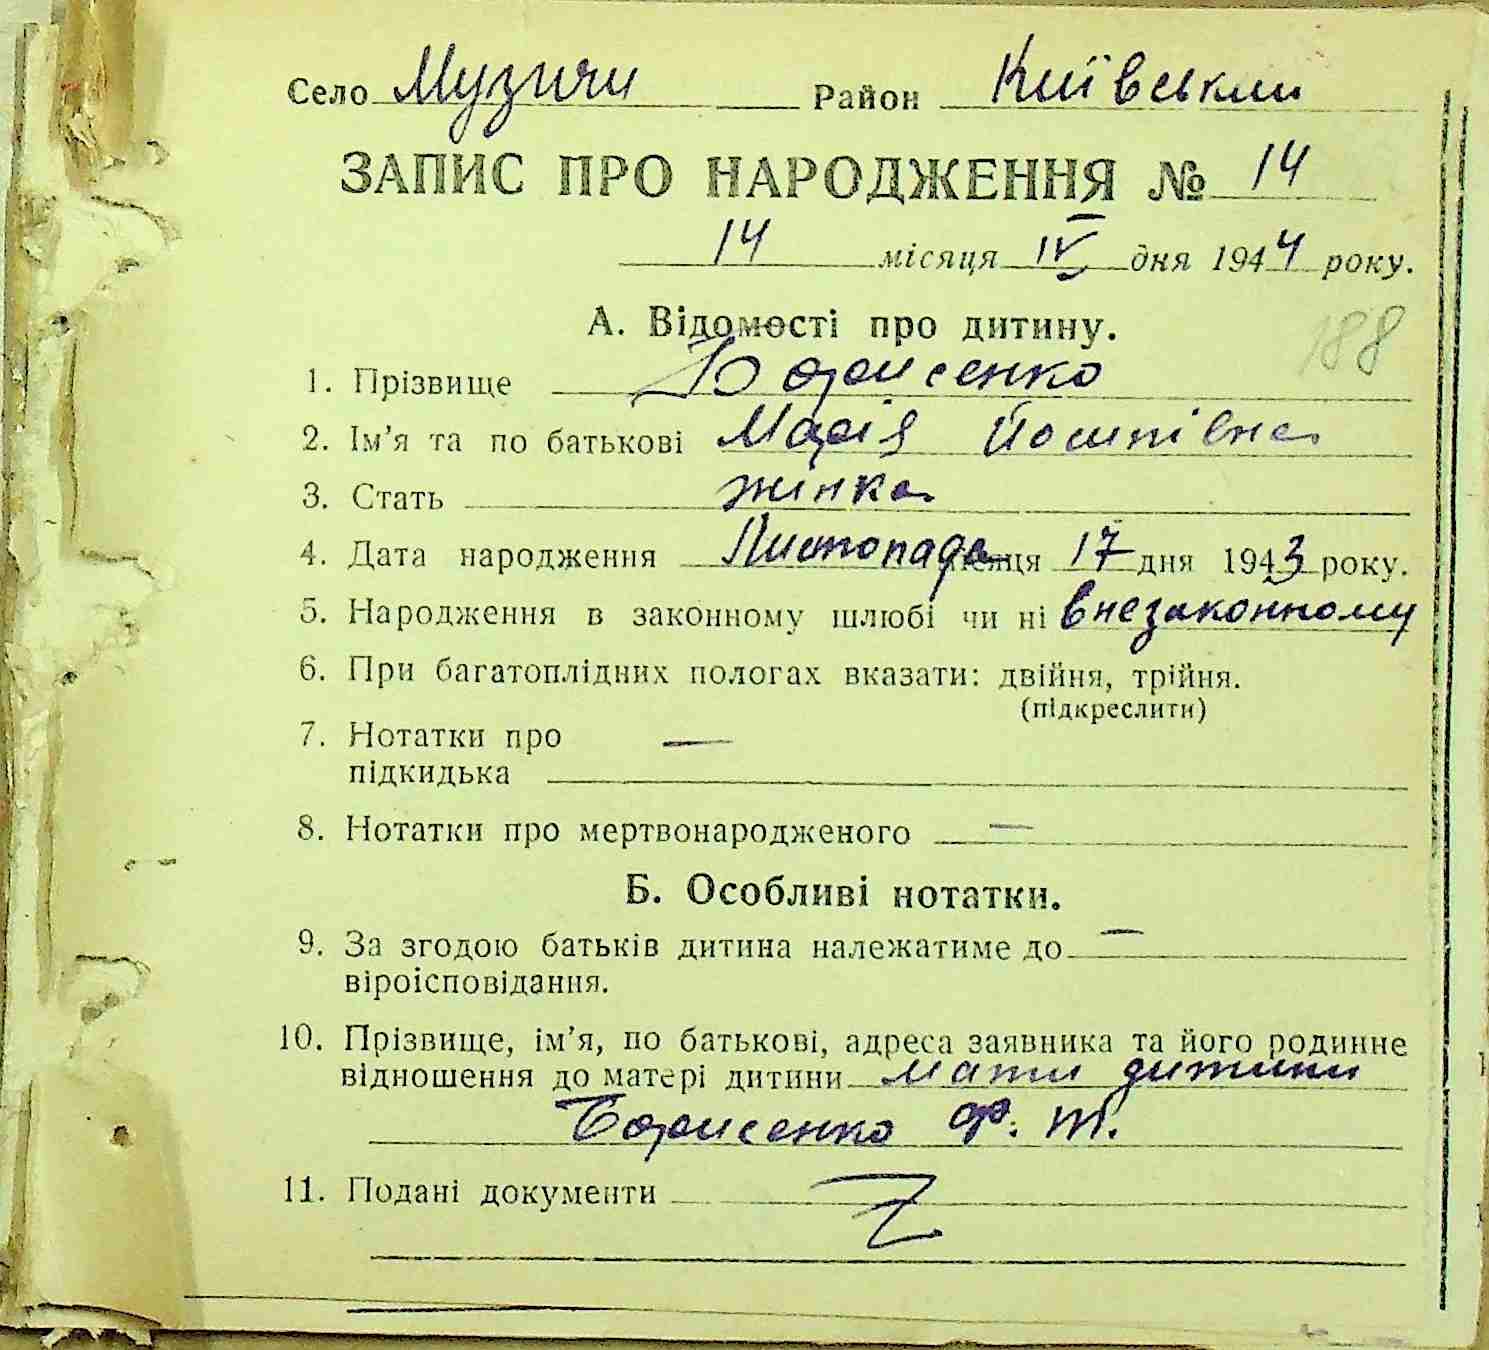 Село Музичи Район Київськи
ЗАПИС ПРО НАРОДЖЕННЯ № 14
14 місяця IV дня 1944 року.
А. Відомості про дитину.
188
1. Прізвище Борисенко
2. Ім’я та по батькові Марія Йосипівна
3. Стать жінка
4. Дата народження Листопада місяця 17 дня 1943 року.
5. Народження в законному шлюбі чи ні внезаконному
6. При багатоплідних пологах вказати: двійня, трійня.
(підкреслити)
7. Нотатки про —
підкидька
8. Нотатки про мертвонародженого —
Б. Особливі нотатки.
9. За згодою батьків дитина належатиме до —
віроісповідання.
10. Прізвище, ім’я, по батькові, адреса заявника та його родинне
відношення до матері дитини мати дитини
Борисенко Ф. Т.
11. Подані документи